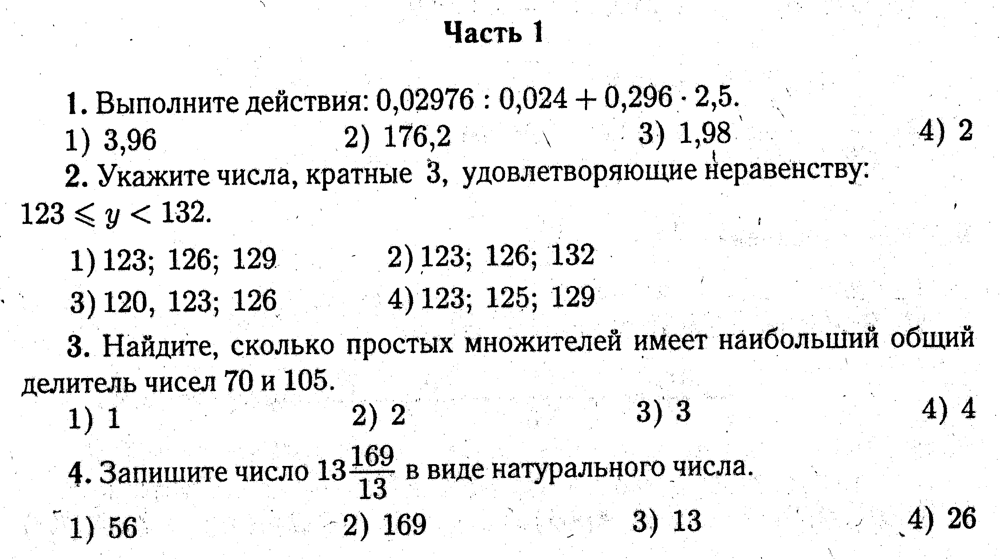 Часть 1
1. Выполните действия: 0,02976 : 0,024 + 0,296 · 2,5.
1) 3,96 2) 176,2 3) 1,98 4) 2
2. Укажите числа, кратные 3, удовлетворяющие неравенству:
123 ⩽ y < 132.
1) 123; 126; 129 2) 123; 126; 132
3) 120, 123; 126 4) 123; 125; 129
3. Найдите, сколько простых множителей имеет наибольший общий
делитель чисел 70 и 105.
1) 1 2) 2 3) 3 4) 4
4. Запишите число 13 169/13 в виде натурального числа.
1) 56 2) 169 3) 13 4) 26